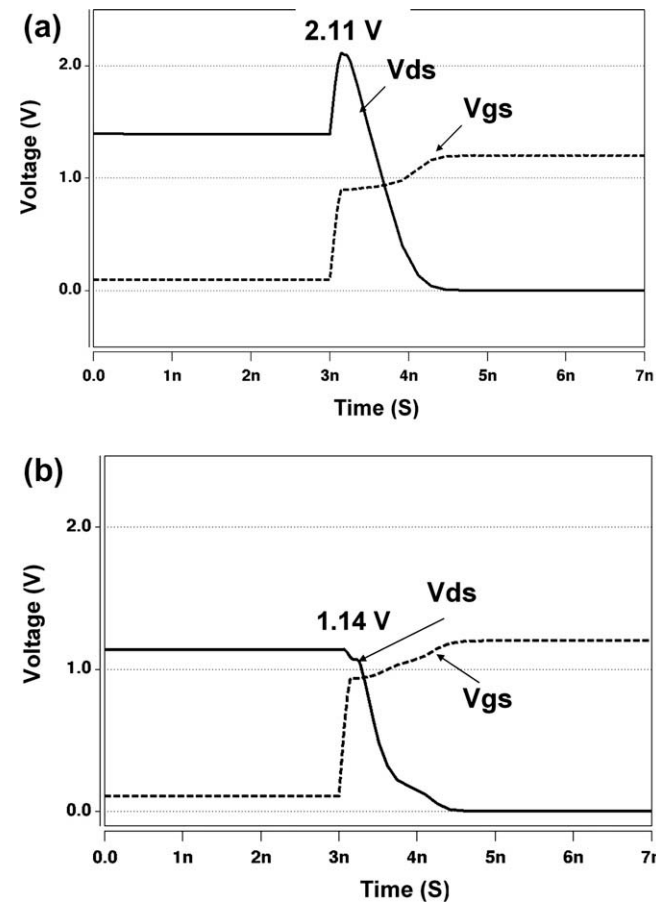 (a)
2.11 V
Vds
Vgs
2.0
1.0
0.0
Voltage (V)
0.0 1n 2n 3n 4n 5n 6n 7n
Time (S)
(b)
1.14 V
Vds
Vgs
2.0
1.0
0.0
Voltage (V)
0.0 1n 2n 3n 4n 5n 6n 7n
Time (S)